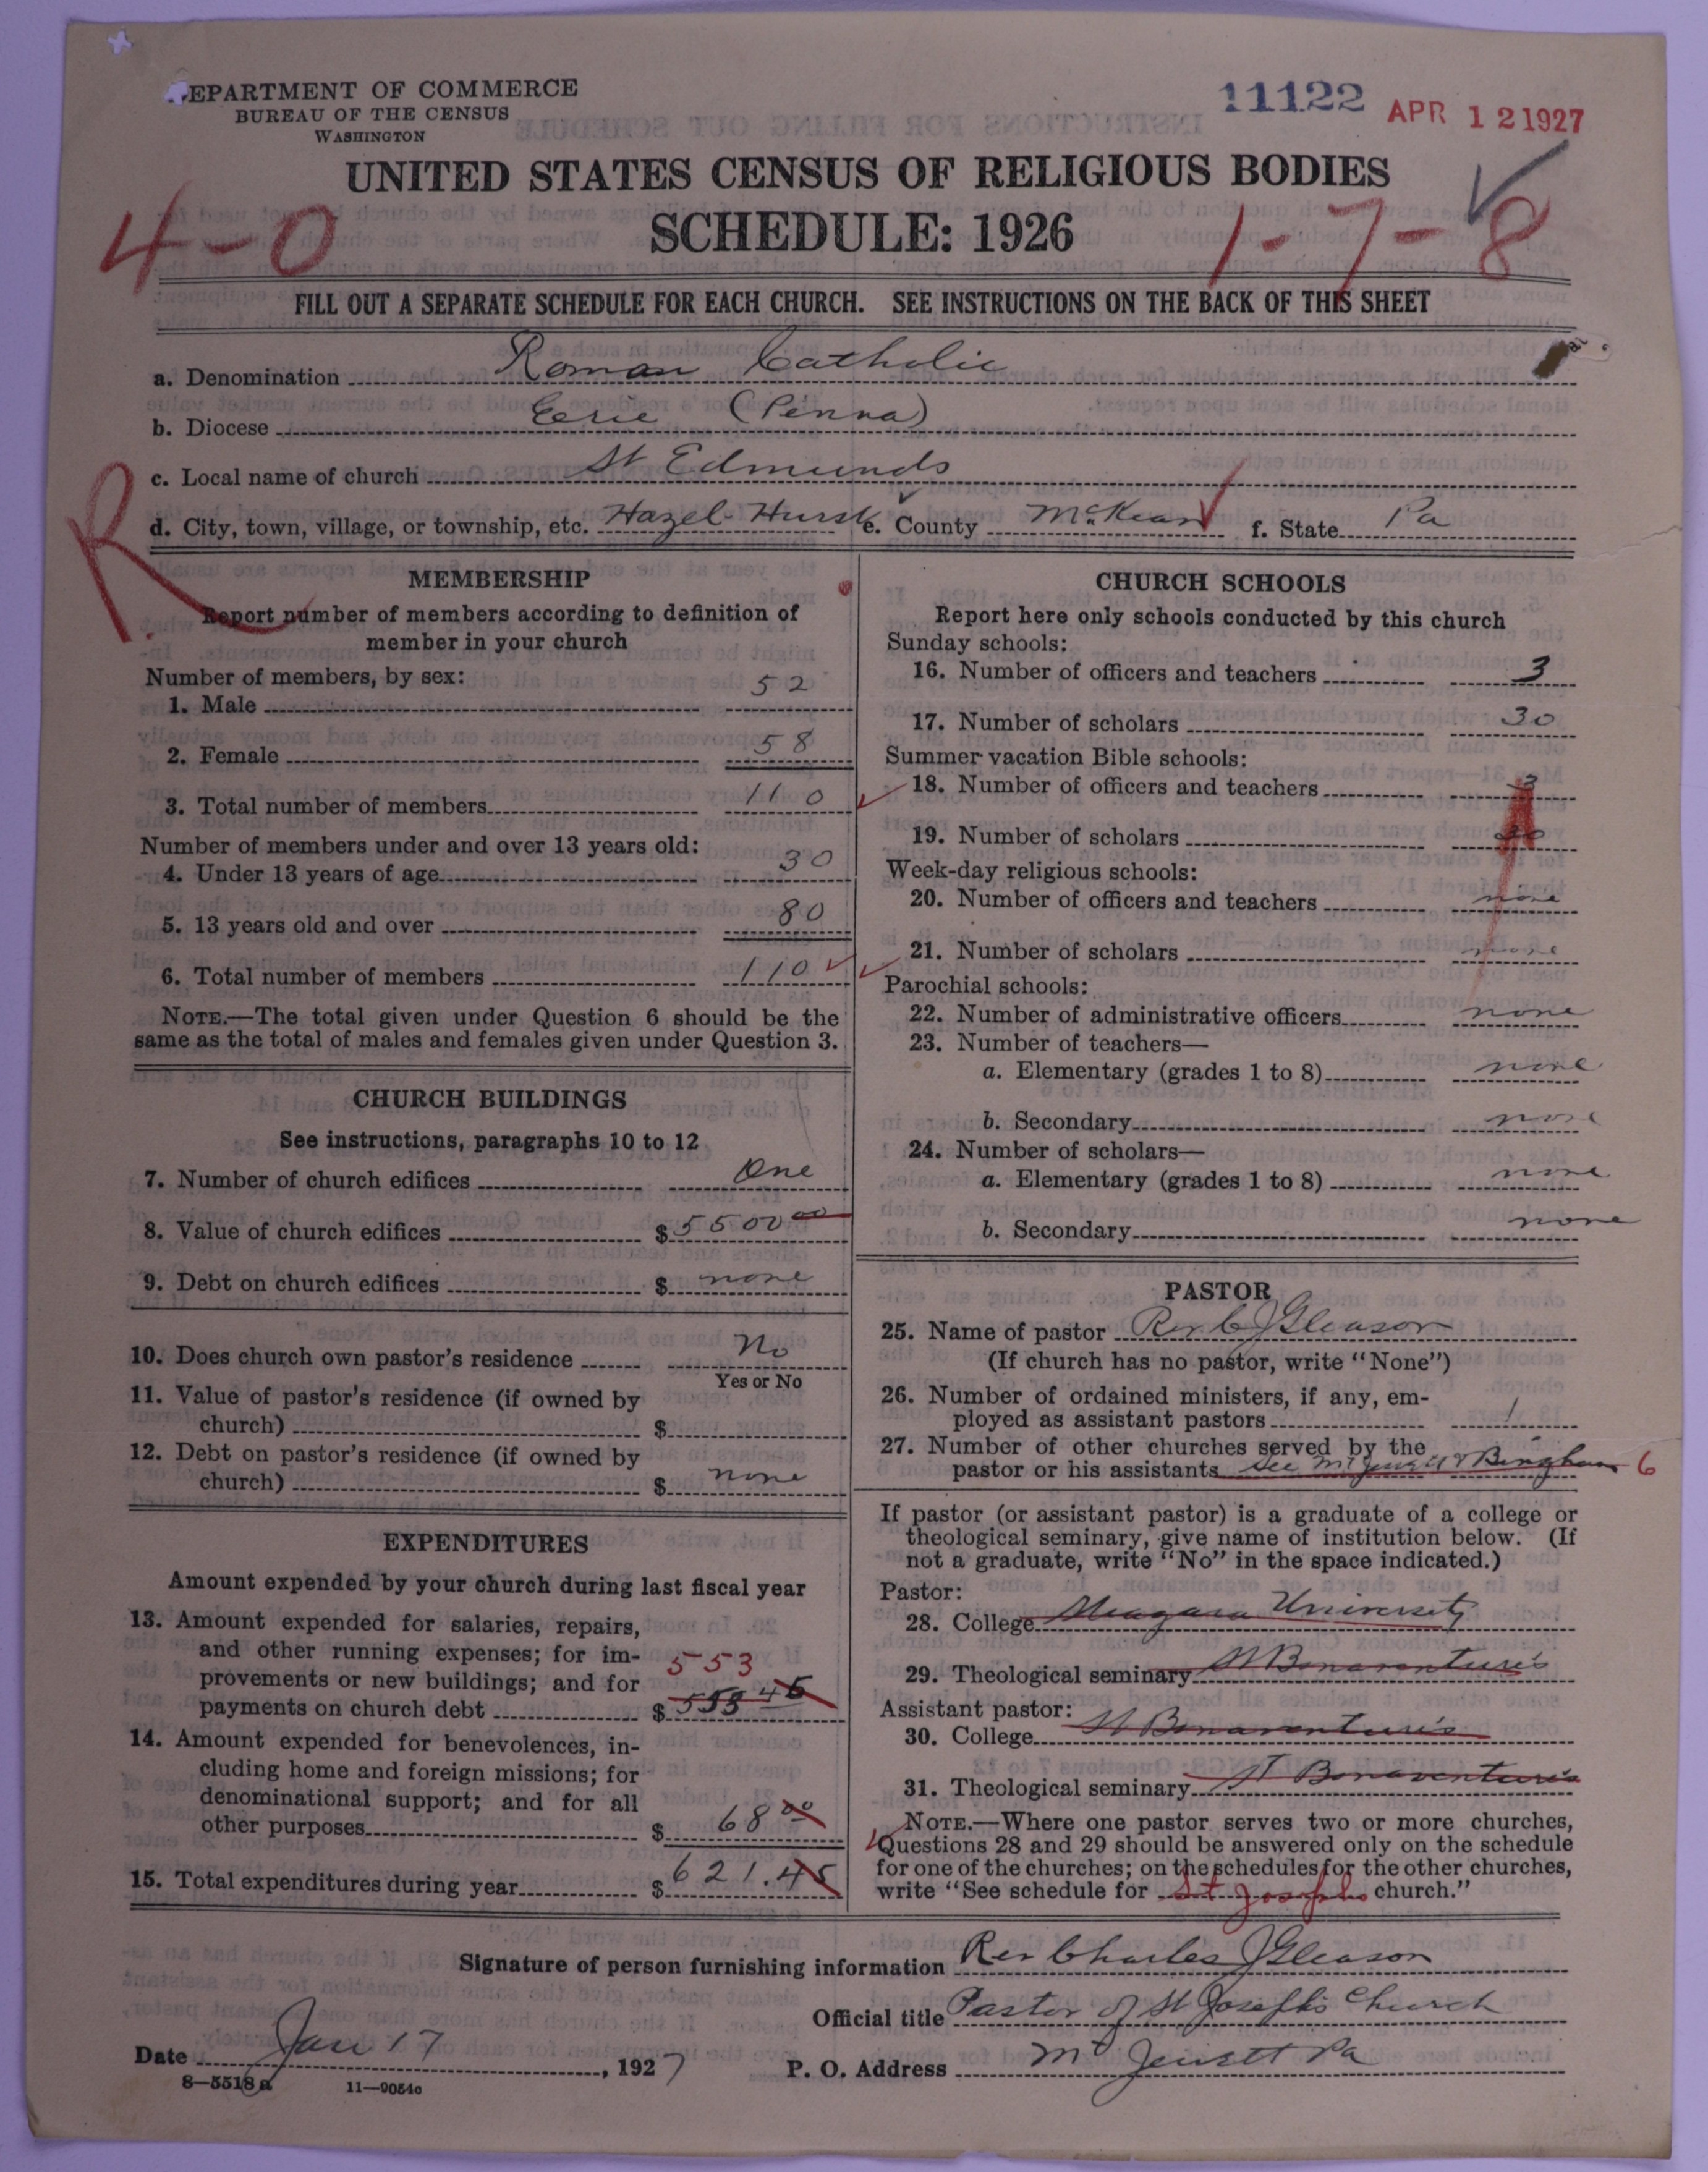 DEPARTMENT OF COMMERCE
BUREAU OF THE CENSUS
WASHINGTON
11122 APR 12 1927
UNITED STATES CENSUS OF RELIGIOUS BODIES
4-0 SCHEDULE: 1926 1-7-8
FILL OUT A SEPARATE SCHEDULE FOR EACH CHURCH. SEE INSTRUCTIONS ON THE BACK OF THIS SHEET
a. Denomination Roman Catholic
b. Diocese Erie (Penna)
c. Local name of church St Edmunds
R
d. City, town, village, or township, etc. Hazel Hurst e. County McKean f. State Pa
MEMBERSHIP
Report number of members according to definition of
member in your church
Number of members, by sex:
1. Male 52
2. Female 58
3. Total number of members 110
Number of members under and over 13 years old:
4. Under 13 years of age 30
5. 13 years old and over 80
6. Total number of members 110
NOTE.—The total given under Question 6 should be the
same as the total of males and females given under Question 3.
CHURCH BUILDINGS
See instructions, paragraphs 10 to 12
7. Number of church edifices One
8. Value of church edifices $ 5500 00
9. Debt on church edifices $ none
10. Does church own pastor's residence No
Yes or No
11. Value of pastor's residence (if owned by
church) $
12. Debt on pastor's residence (if owned by
church) $ none
EXPENDITURES
Amount expended by your church during last fiscal year
13. Amount expended for salaries, repairs,
and other running expenses; for im-
provements or new buildings; and for 553
payments on church debt $ 553 45
14. Amount expended for benevolences, in-
cluding home and foreign missions; for
denominational support; and for all
other purposes $ 68 00
15. Total expenditures during year $ 621.45
CHURCH SCHOOLS
Report here only schools conducted by this church
Sunday schools:
16. Number of officers and teachers 3
17. Number of scholars 30
Summer vacation Bible schools:
18. Number of officers and teachers 3
19. Number of scholars 30
Week-day religious schools:
20. Number of officers and teachers none
21. Number of scholars none
Parochial schools:
22. Number of administrative officers none
23. Number of teachers—
a. Elementary (grades 1 to 8) none
b. Secondary none
24. Number of scholars—
a. Elementary (grades 1 to 8) none
b. Secondary none
PASTOR
25. Name of pastor Rev C J Gleason
(If church has no pastor, write "None")
26. Number of ordained ministers, if any, em-
ployed as assistant pastors 1
27. Number of other churches served by the
pastor or his assistants See Mt Jewett & Bingham 6
If pastor (or assistant pastor) is a graduate of a college or
theological seminary, give name of institution below. (If
not a graduate, write "No" in the space indicated.)
Pastor:
28. College Niagara University
29. Theological seminary St Bonaventure's
Assistant pastor:
30. College St Bonaventure's
31. Theological seminary St Bonaventure's
NOTE.—Where one pastor serves two or more churches,
Questions 28 and 29 should be answered only on the schedule
for one of the churches; on the schedules for the other churches,
write "See schedule for St. Josephs church."
Signature of person furnishing information Rev Charles J Gleason
Official title Pastor of St Joseph's Church
Date Jan 17, 1927 P. O. Address Mt Jewett Pa
8—5518 a 11—9054c